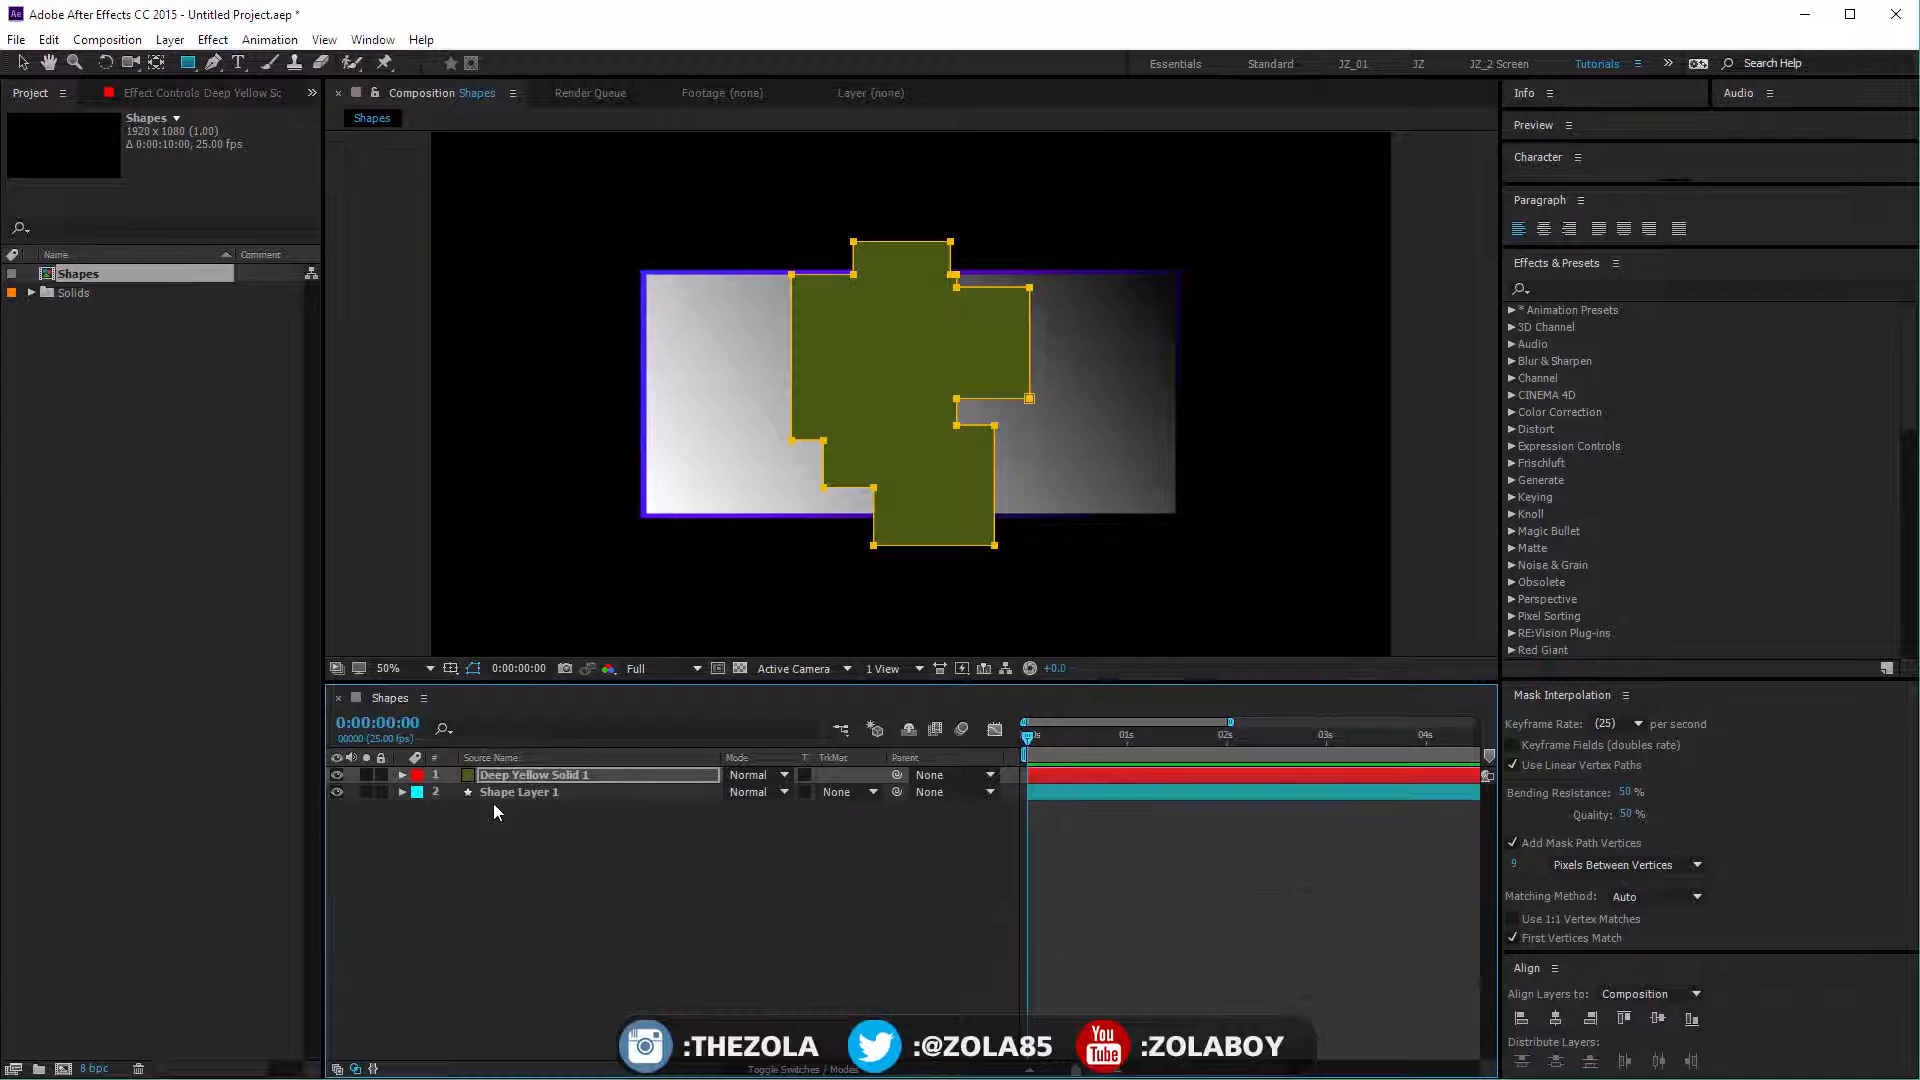 Adobe After Effects CC 2015 - Untitled Project.aep *
File Edit Composition Layer Effect Animation View Window Help
Essentials Standard JZ_01 JZ JZ_2 Screen Tutorials Search Help
Project Effect Controls Deep Yellow Sc
Composition Shapes Render Queue Footage (none) Layer (none)
Info Audio
Shapes
Shapes
1920 x 1080 (1.00)
Δ 0:00:10:00, 25.00 fps
Preview
Character
Paragraph
Name Comment
Shapes
Solids
Effects & Presets
* Animation Presets
3D Channel
Audio
Blur & Sharpen
Channel
CINEMA 4D
Color Correction
Distort
Expression Controls
Frischluft
Generate
Keying
Knoll
Magic Bullet
Matte
Noise & Grain
Obsolete
Perspective
Pixel Sorting
RE:Vision Plug-ins
Red Giant
50% 0:00:00:00 Full Active Camera 1 View +0.0
Shapes
0:00:00:00
00000 (25.00 fps)
01s 02s 03s 04s
# Source Name Mode T TrkMat Parent
1 Deep Yellow Solid 1 Normal None
2 Shape Layer 1 Normal None None
Mask Interpolation
Keyframe Rate: (25) per second
Keyframe Fields (doubles rate)
Use Linear Vertex Paths
Bending Resistance: 50 %
Quality: 50 %
Add Mask Path Vertices
9 Pixels Between Vertices
Matching Method: Auto
Use 1:1 Vertex Matches
First Vertices Match
Align
Align Layers to: Composition
Distribute Layers:
:THEZOLA :@ZOLA85 You Tube :ZOLABOY
8 bpc
Toggle Switches / Modes